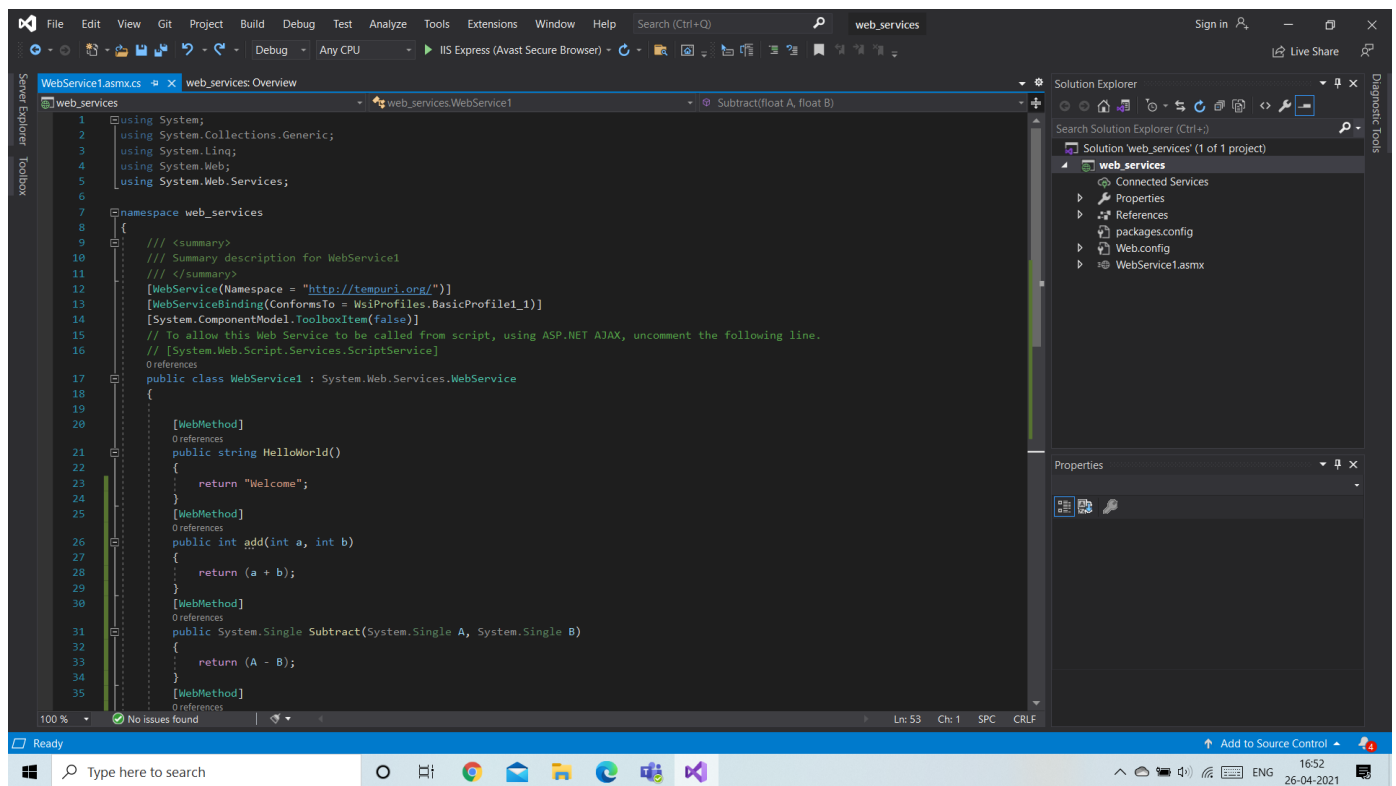 File Edit View Git Project Build Debug Test Analyze Tools Extensions Window Help Search (Ctrl+Q) web_services Sign in
Debug Any CPU IIS Express (Avast Secure Browser) Live Share
Server Explorer
Toolbox
WebService1.asmx.cs web_services: Overview
web_services web_services.WebService1 Subtract(float A, float B)
1 using System;
2 using System.Collections.Generic;
3 using System.Linq;
4 using System.Web;
5 using System.Web.Services;
6
7 namespace web_services
8 {
9 /// <summary>
10 /// Summary description for WebService1
11 /// </summary>
12 [WebService(Namespace = "http://tempuri.org/")]
13 [WebServiceBinding(ConformsTo = WsiProfiles.BasicProfile1_1)]
14 [System.ComponentModel.ToolboxItem(false)]
15 // To allow this Web Service to be called from script, using ASP.NET AJAX, uncomment the following line.
16 // [System.Web.Script.Services.ScriptService]
0 references
17 public class WebService1 : System.Web.Services.WebService
18 {
19
20 [WebMethod]
0 references
21 public string HelloWorld()
22 {
23 return "Welcome";
24 }
25 [WebMethod]
0 references
26 public int add(int a, int b)
27 {
28 return (a + b);
29 }
30 [WebMethod]
0 references
31 public System.Single Subtract(System.Single A, System.Single B)
32 {
33 return (A - B);
34 }
35 [WebMethod]
0 references
100 % No issues found Ln: 53 Ch: 1 SPC CRLF
Solution Explorer
Search Solution Explorer (Ctrl+;)
Solution 'web_services' (1 of 1 project)
web_services
Connected Services
Properties
References
packages.config
Web.config
WebService1.asmx
Properties
Diagnostic Tools
Ready Add to Source Control 4
Type here to search ENG 16:52
26-04-2021